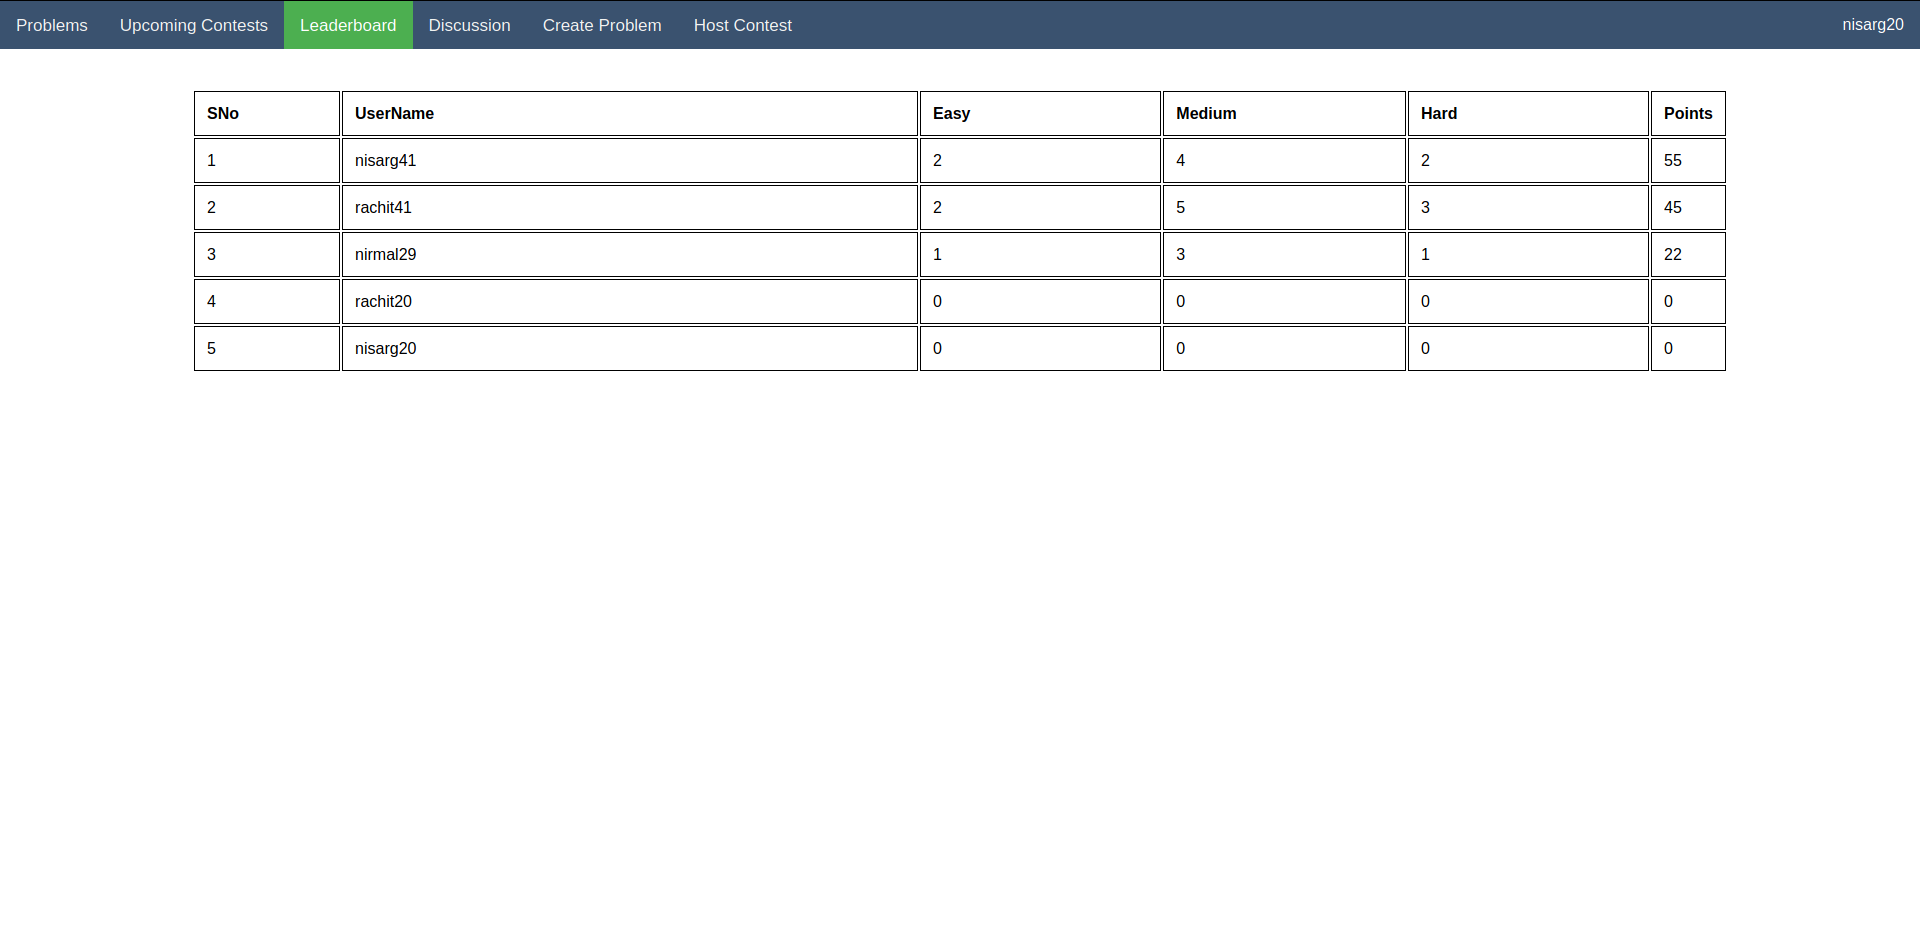 Problems Upcoming Contests Leaderboard Discussion Create Problem Host Contest nisarg20
SNo UserName Easy Medium Hard Points
1 nisarg41 2 4 2 55
2 rachit41 2 5 3 45
3 nirmal29 1 3 1 22
4 rachit20 0 0 0 0
5 nisarg20 0 0 0 0